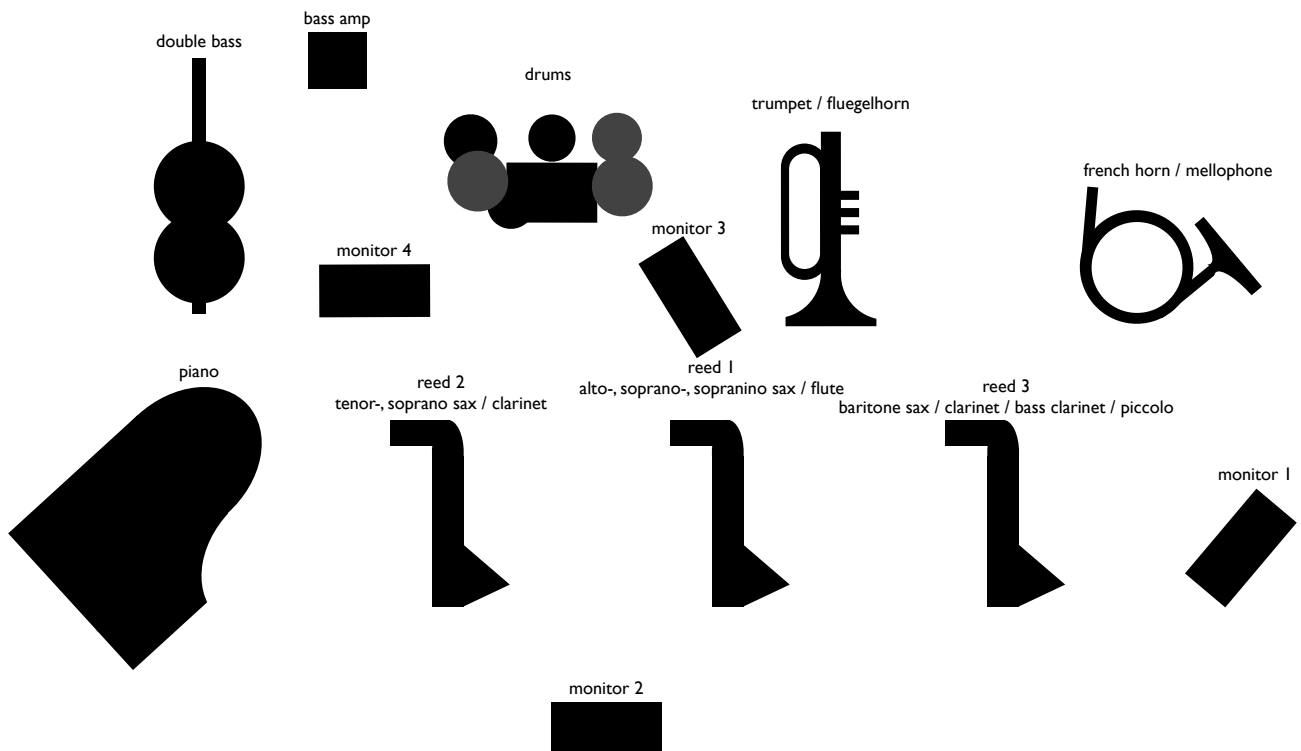 bass amp
double bass
drums
trumpet / fluegelhorn
french horn / mellophone
monitor 3
monitor 4
piano
reed 2
tenor-, soprano sax / clarinet
reed 1
alto-, soprano-, sopranino sax / flute
reed 3
baritone sax / clarinet / bass clarinet / piccolo
monitor 1
monitor 2